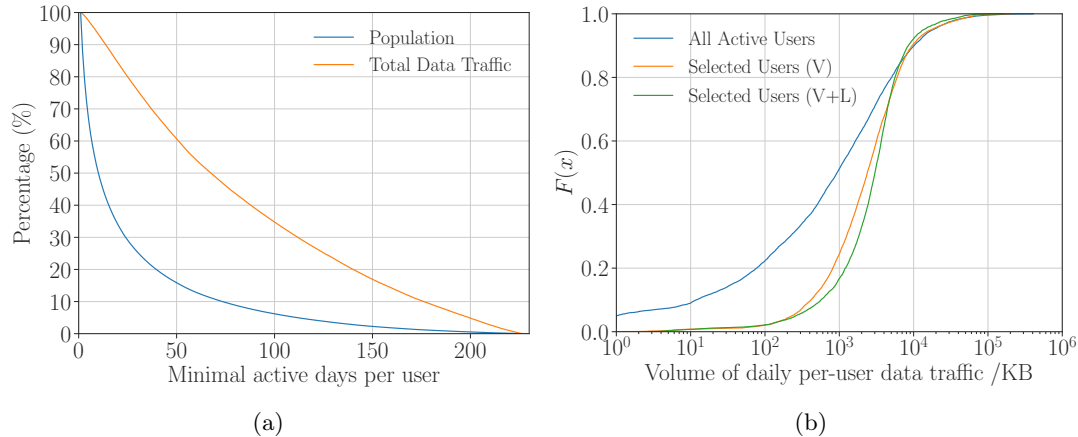 100
90
80
70
60
50
40
30
20
10
0
Percentage (%)
Population
Total Data Traffic
0 50 100 150 200
Minimal active days per user
(a)
1.0
0.8
0.6
0.4
0.2
0.0
F(x)
All Active Users
Selected Users (V)
Selected Users (V+L)
10^0 10^1 10^2 10^3 10^4 10^5 10^6
Volume of daily per-user data traffic /KB
(b)